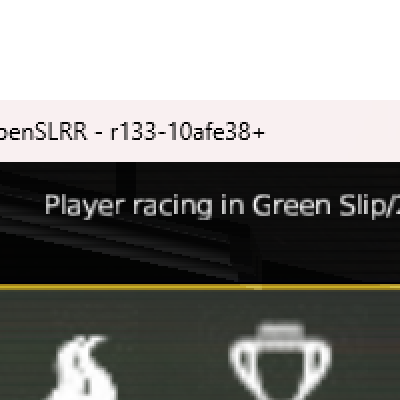 penSLRR - r133-10afe38+
Player racing in Green Slip/